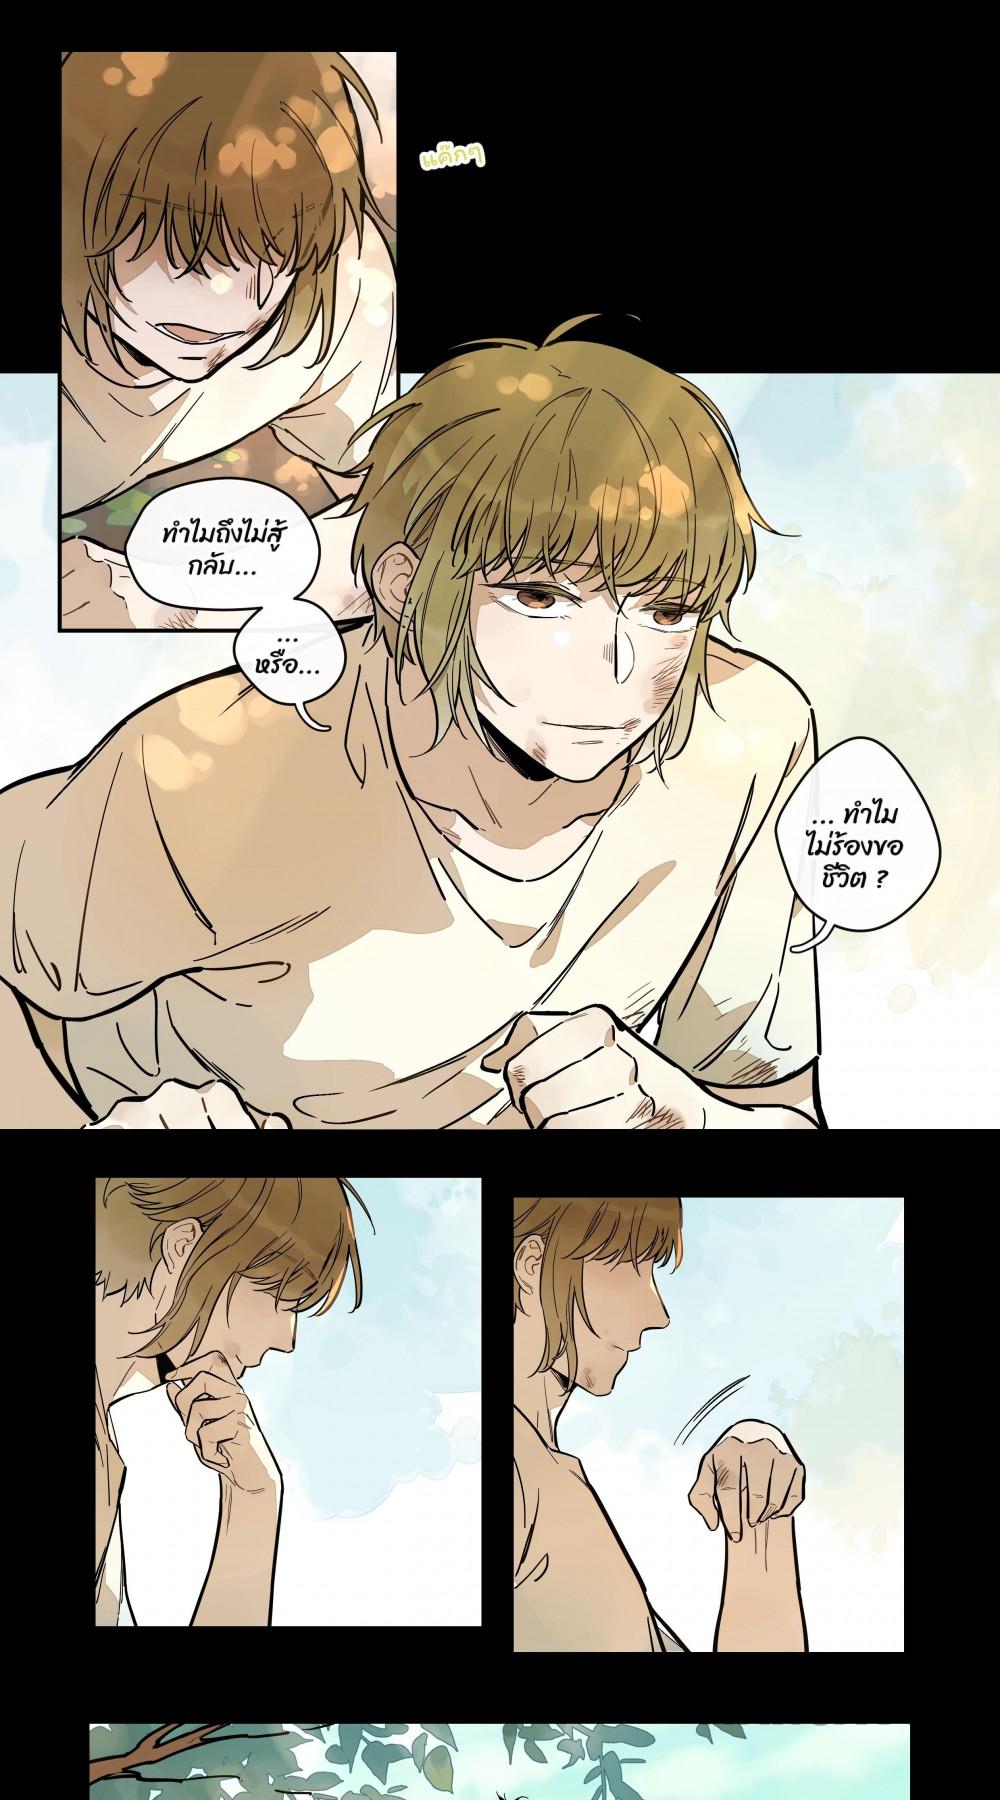 แค๊กๆ
ทำไมถึงไม่สู้
กลับ...
...
หรือ...
... ทำไม
ไม่ร้องขอ
ชีวิต ?